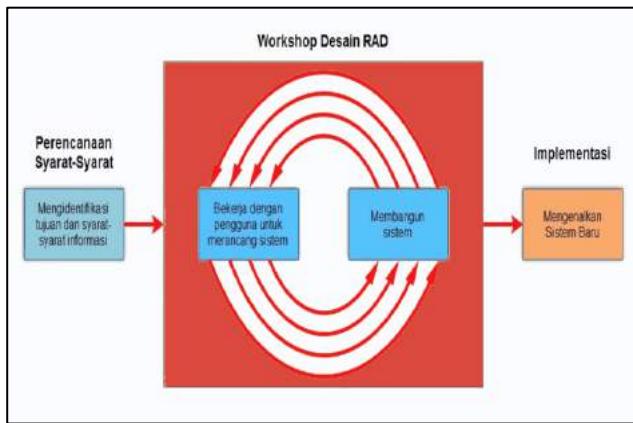 Workshop Desain RAD
Perencanaan
Syarat-Syarat
Mengidentifikasi
tujuan dan syarat-
syarat informasi
Bekerja dengan
pengguna untuk
merancang sistem
Membangun
sistem
Implementasi
Mengenalkan
Sistem Baru